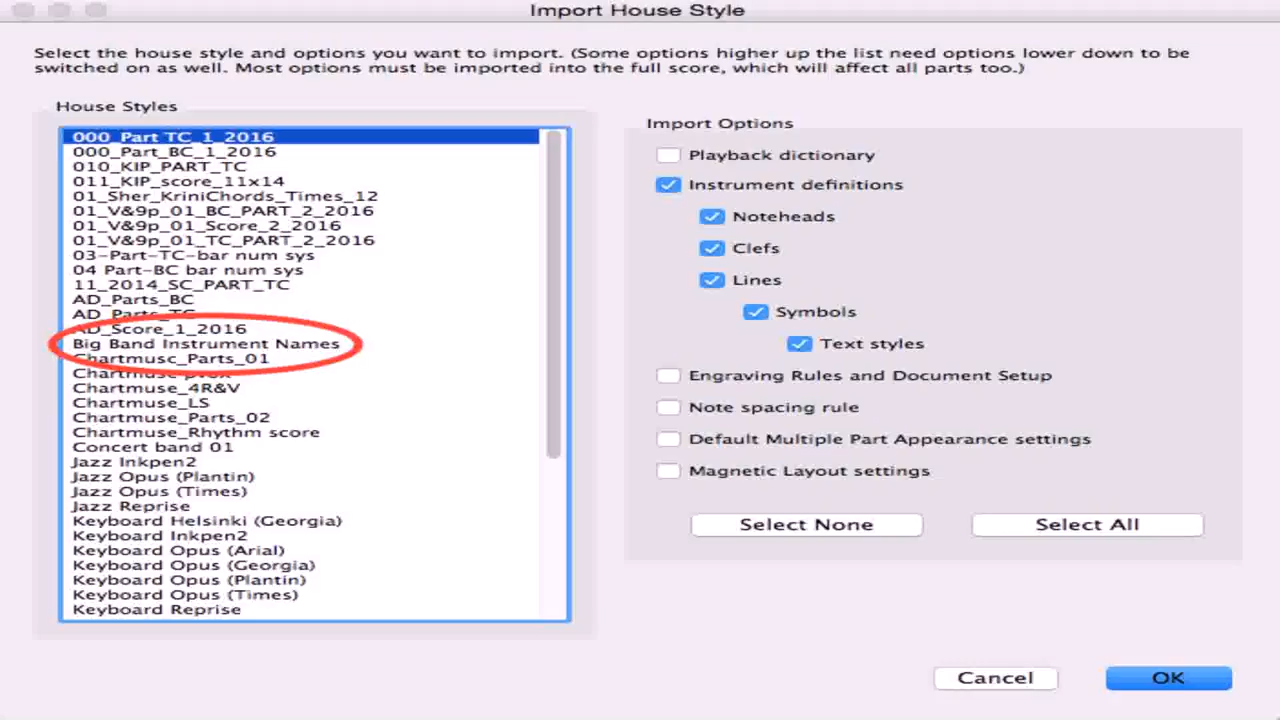 Import House Style
Select the house style and options you want to import. (Some options higher up the list need options lower down to be
switched on as well. Most options must be imported into the full score, which will affect all parts too.)
House Styles
000_Part TC_1_2016
000_Part_BC_1_2016
010_KIP_PART_TC
011_KIP_score_11x14
01_Sher_KriniChords_Times_12
01_V&9p_01_BC_PART_2_2016
01_V&9p_01_Score_2_2016
01_V&9p_01_TC_PART_2_2016
03-Part-TC-bar num sys
04 Part-BC bar num sys
11_2014_SC_PART_TC
AD_Parts_BC
AD_Parts_TC
AD_Score_1_2016
Big Band Instrument Names
Chartmusc_Parts_01
Chartmuse
Chartmuse_4R&V
Chartmuse_LS
Chartmuse_Parts_02
Chartmuse_Rhythm score
Concert band 01
Jazz Inkpen2
Jazz Opus (Plantin)
Jazz Opus (Times)
Jazz Reprise
Keyboard Helsinki (Georgia)
Keyboard Inkpen2
Keyboard Opus (Arial)
Keyboard Opus (Georgia)
Keyboard Opus (Plantin)
Keyboard Opus (Times)
Keyboard Reprise
Import Options
Playback dictionary
Instrument definitions
Noteheads
Clefs
Lines
Symbols
Text styles
Engraving Rules and Document Setup
Note spacing rule
Default Multiple Part Appearance settings
Magnetic Layout settings
Select None
Select All
Cancel
OK